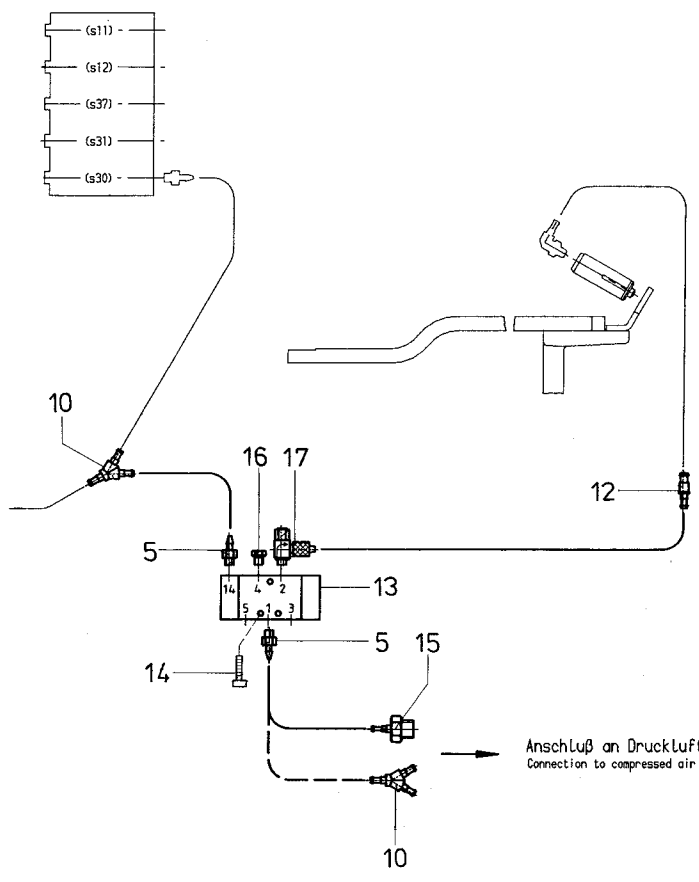 (s11)
(s12)
(s37)
(s31)
(s30)
10
16 17
12
5
14 4 2
13
5 1 3
5
15
14
Anschluß an Druckluft
Connection to compressed air
10